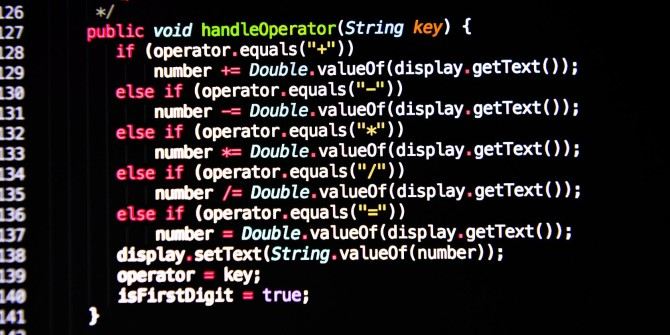 126 */
127 public void handleOperator(String key) {
128 if (operator.equals("+"))
129 number += Double.valueOf(display.getText());
130 else if (operator.equals("-"))
131 number -= Double.valueOf(display.getText());
132 else if (operator.equals("*"))
133 number *= Double.valueOf(display.getText());
134 else if (operator.equals("/"))
135 number /= Double.valueOf(display.getText());
136 else if (operator.equals("="))
137 number = Double.valueOf(display.getText());
138 display.setText(String.valueOf(number));
139 operator = key;
140 isFirstDigit = true;
141 }